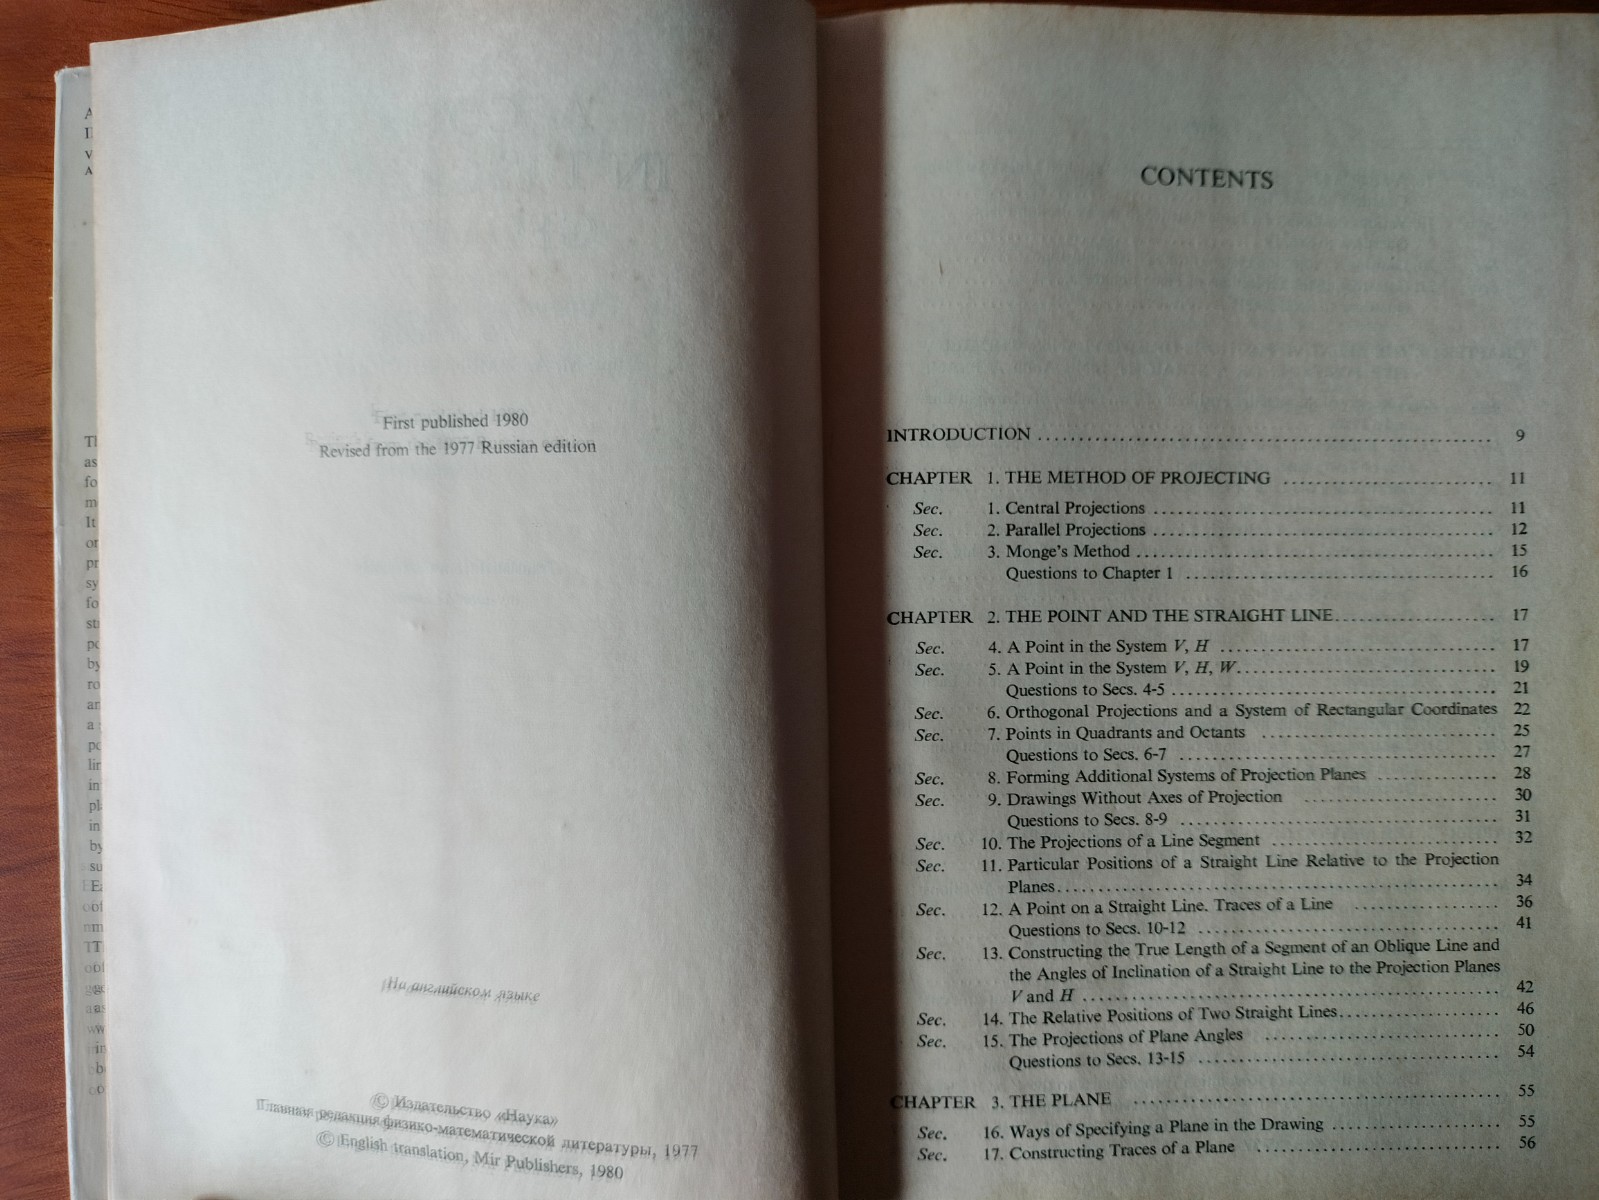 First published 1980
Revised from the 1977 Russian edition
На английском языке
© Издательство «Наука»
Главная редакция физико-математической литературы, 1977
© English translation, Mir Publishers, 1980
CONTENTS
INTRODUCTION 9
CHAPTER 1. THE METHOD OF PROJECTING 11
Sec. 1. Central Projections 11
Sec. 2. Parallel Projections 12
Sec. 3. Monge's Method 15
Questions to Chapter 1 16
CHAPTER 2. THE POINT AND THE STRAIGHT LINE 17
Sec. 4. A Point in the System V, H 17
Sec. 5. A Point in the System V, H, W 19
Questions to Secs. 4-5 21
Sec. 6. Orthogonal Projections and a System of Rectangular Coordinates 22
Sec. 7. Points in Quadrants and Octants 25
Questions to Secs. 6-7 27
Sec. 8. Forming Additional Systems of Projection Planes 28
Sec. 9. Drawings Without Axes of Projection 30
Questions to Secs. 8-9 31
Sec. 10. The Projections of a Line Segment 32
Sec. 11. Particular Positions of a Straight Line Relative to the Projection
Planes 34
Sec. 12. A Point on a Straight Line. Traces of a Line 36
Questions to Secs. 10-12 41
Sec. 13. Constructing the True Length of a Segment of an Oblique Line and
the Angles of Inclination of a Straight Line to the Projection Planes
V and H 42
Sec. 14. The Relative Positions of Two Straight Lines 46
Sec. 15. The Projections of Plane Angles 50
Questions to Secs. 13-15 54
CHAPTER 3. THE PLANE 55
Sec. 16. Ways of Specifying a Plane in the Drawing 55
Sec. 17. Constructing Traces of a Plane 56